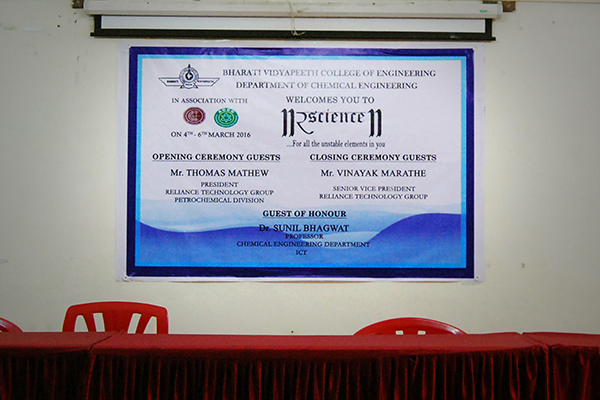 BHARATI VIDYAPEETH COLLEGE OF ENGINEERING
DEPARTMENT OF CHEMICAL ENGINEERING
IN ASSOCIATION WITH
WELCOMES YOU TO
ON 4TH - 6TH MARCH 2016
science
...For all the unstable elements in you
OPENING CEREMONY GUESTS
Mr. THOMAS MATHEW
PRESIDENT
RELIANCE TECHNOLOGY GROUP
PETROCHEMICAL DIVISION
CLOSING CEREMONY GUESTS
Mr. VINAYAK MARATHE
SENIOR VICE PRESIDENT
RELIANCE TECHNOLOGY GROUP
GUEST OF HONOUR
Dr. SUNIL BHAGWAT
PROFESSOR
CHEMICAL ENGINEERING DEPARTMENT
ICT